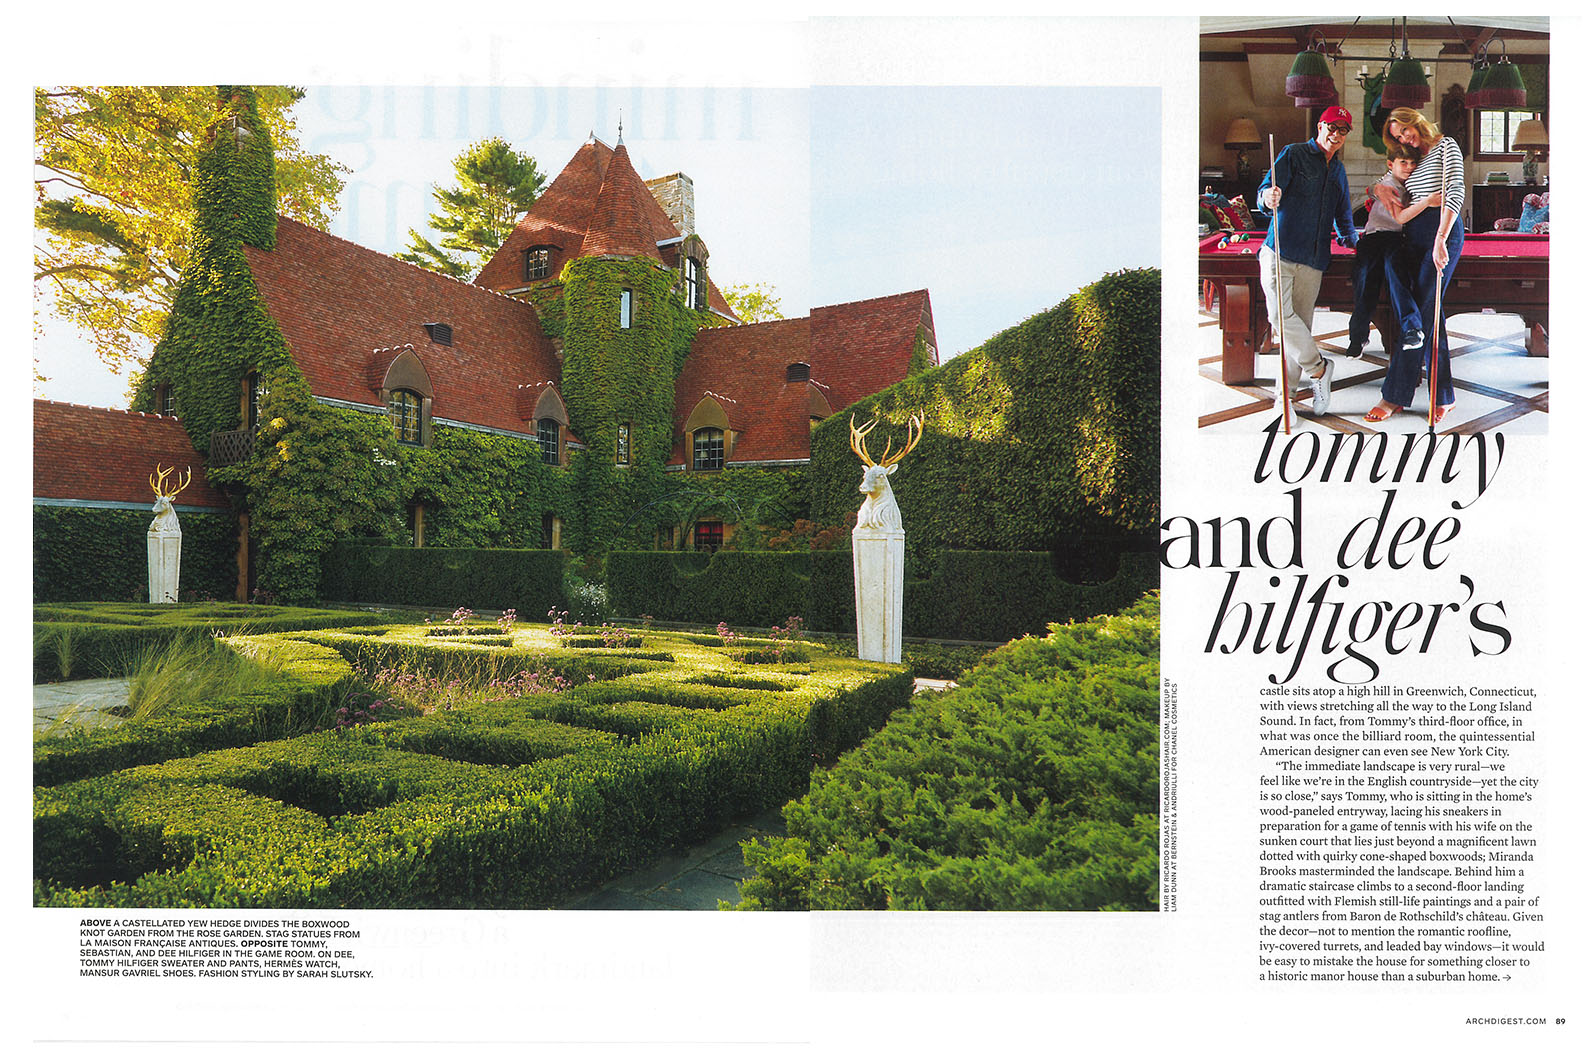 tommy
and dee
hilfiger's
castle sits atop a high hill in Greenwich, Connecticut,
with views stretching all the way to the Long Island
Sound. In fact, from Tommy's third-floor office, in
what was once the billiard room, the quintessential
American designer can even see New York City.
“The immediate landscape is very rural—we
feel like we're in the English countryside—yet the city
is so close,” says Tommy, who is sitting in the home's
wood-paneled entryway, lacing his sneakers in
preparation for a game of tennis with his wife on the
sunken court that lies just beyond a magnificent lawn
dotted with quirky cone-shaped boxwoods; Miranda
Brooks masterminded the landscape. Behind him a
dramatic staircase climbs to a second-floor landing
outfitted with Flemish still-life paintings and a pair of
stag antlers from Baron de Rothschild's château. Given
the decor—not to mention the romantic roofline,
ivy-covered turrets, and leaded bay windows—it would
be easy to mistake the house for something closer to
a historic manor house than a suburban home. →
HAIR BY RICARDO ROJAS AT RICARDOROJASHAIR.COM; MAKEUP BY
LIAM DUNN AT BERNSTEIN & ANDRIULLI FOR CHANEL COSMETICS
ABOVE A CASTELLATED YEW HEDGE DIVIDES THE BOXWOOD
KNOT GARDEN FROM THE ROSE GARDEN. STAG STATUES FROM
LA MAISON FRANÇAISE ANTIQUES. OPPOSITE TOMMY,
SEBASTIAN, AND DEE HILFIGER IN THE GAME ROOM. ON DEE,
TOMMY HILFIGER SWEATER AND PANTS, HERMÈS WATCH,
MANSUR GAVRIEL SHOES. FASHION STYLING BY SARAH SLUTSKY.
ARCHDIGEST.COM 89